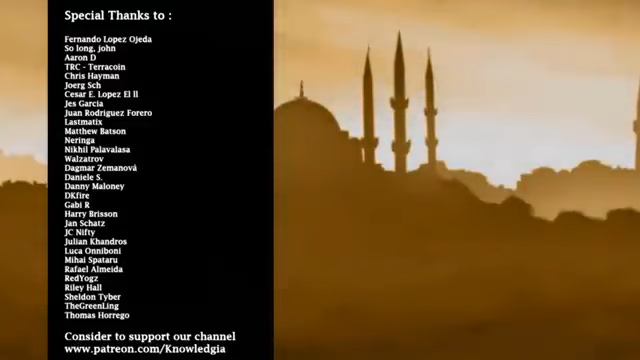 Special Thanks to :
Fernando Lopez Ojeda
So long, john
Aaron D
TRC - Terracoin
Chris Hayman
Joerg Sch
Cesar E. Lopez El ll
Jes Garcia
Juan Rodriguez Forero
Lastmatix
Matthew Batson
Neringa
Nikhil Palavalasa
Walzatrov
Dagmar Zemanová
Daniele S.
Danny Maloney
DKfire
Gabi R
Harry Brisson
Jan Schatz
JC Nifty
Julian Khandros
Luca Onniboni
Mihai Spataru
Rafael Almeida
RedYogz
Riley Hall
Sheldon Tyber
TheGreenLing
Thomas Horrego
Consider to support our channel
www.patreon.com/Knowledgia